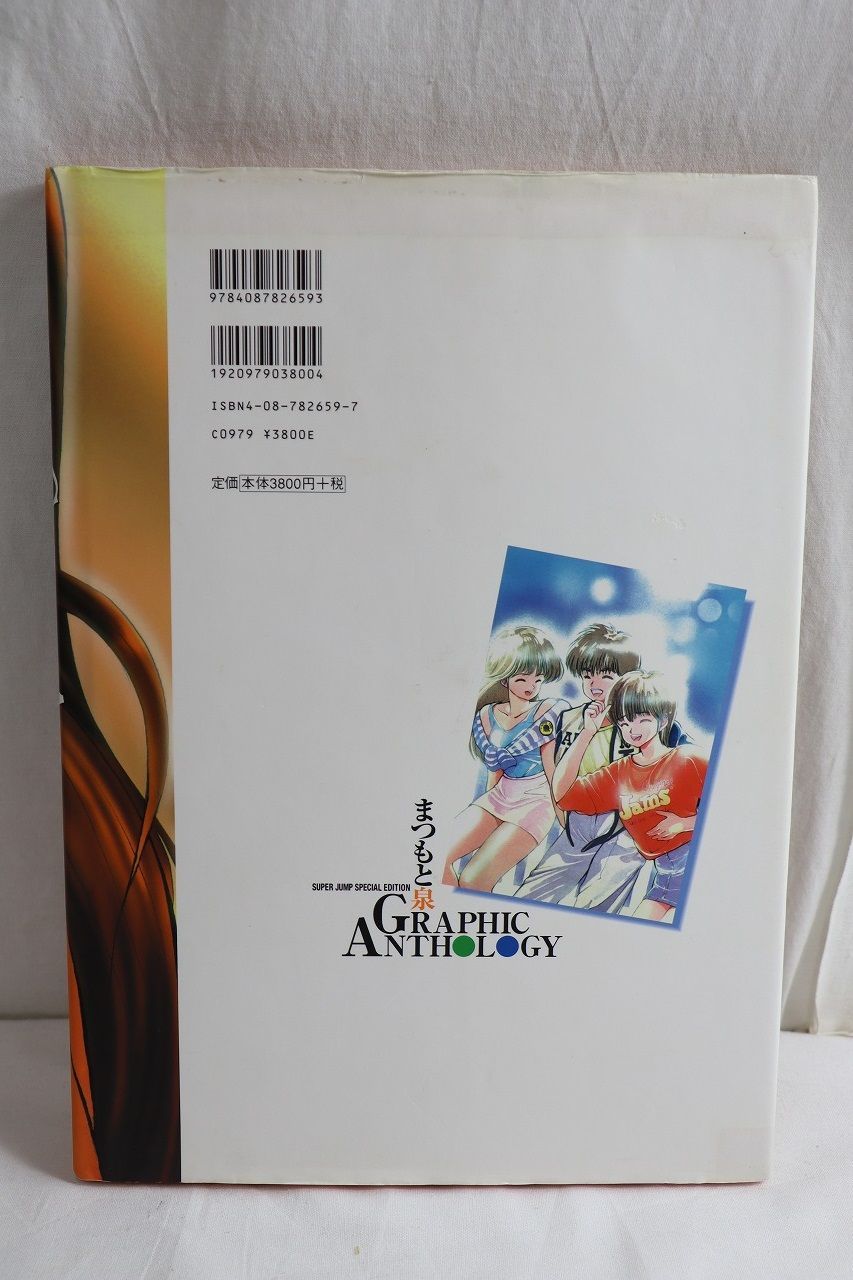 9784087826593
1920979038004
ISBN4-08-782659-7
C0979 ¥3800E
定価 本体3800円+税
Jams
まつもと泉
SUPER JUMP SPECIAL EDITION
GRAPHIC
ANTHOLOGY